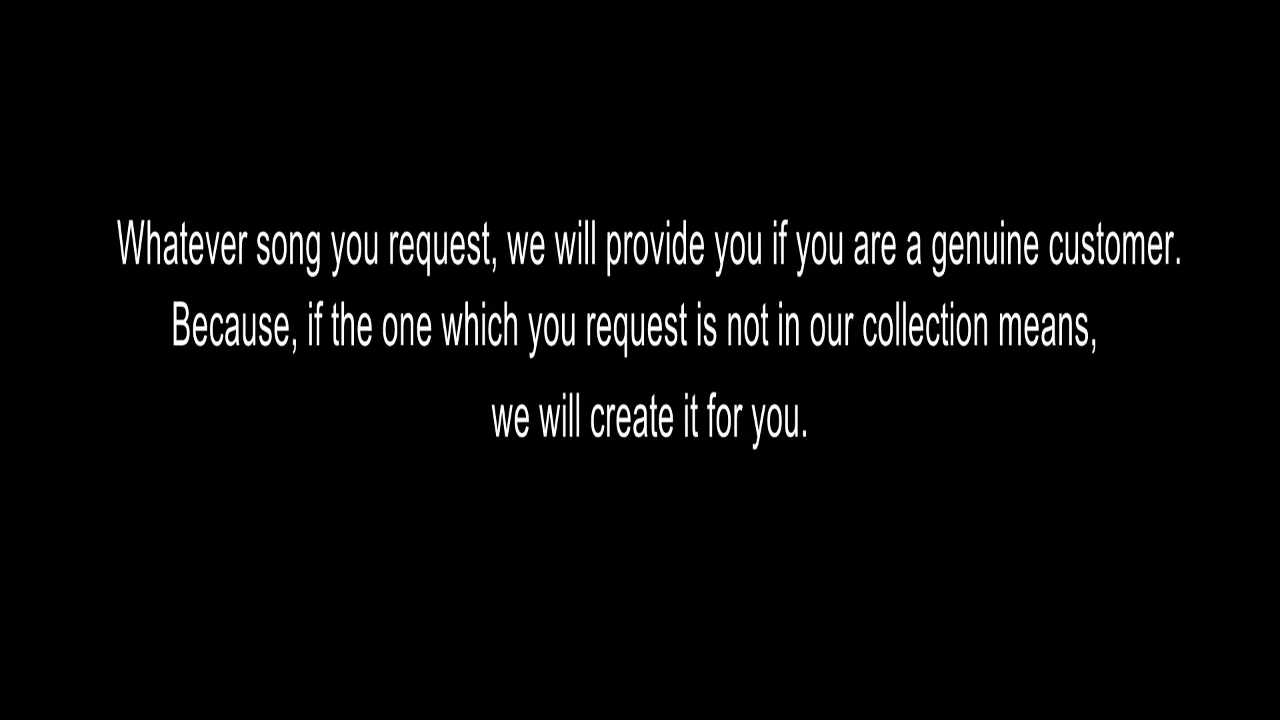 Whatever song you request, we will provide you if you are a genuine customer.
Because, if the one which you request is not in our collection means,
we will create it for you.